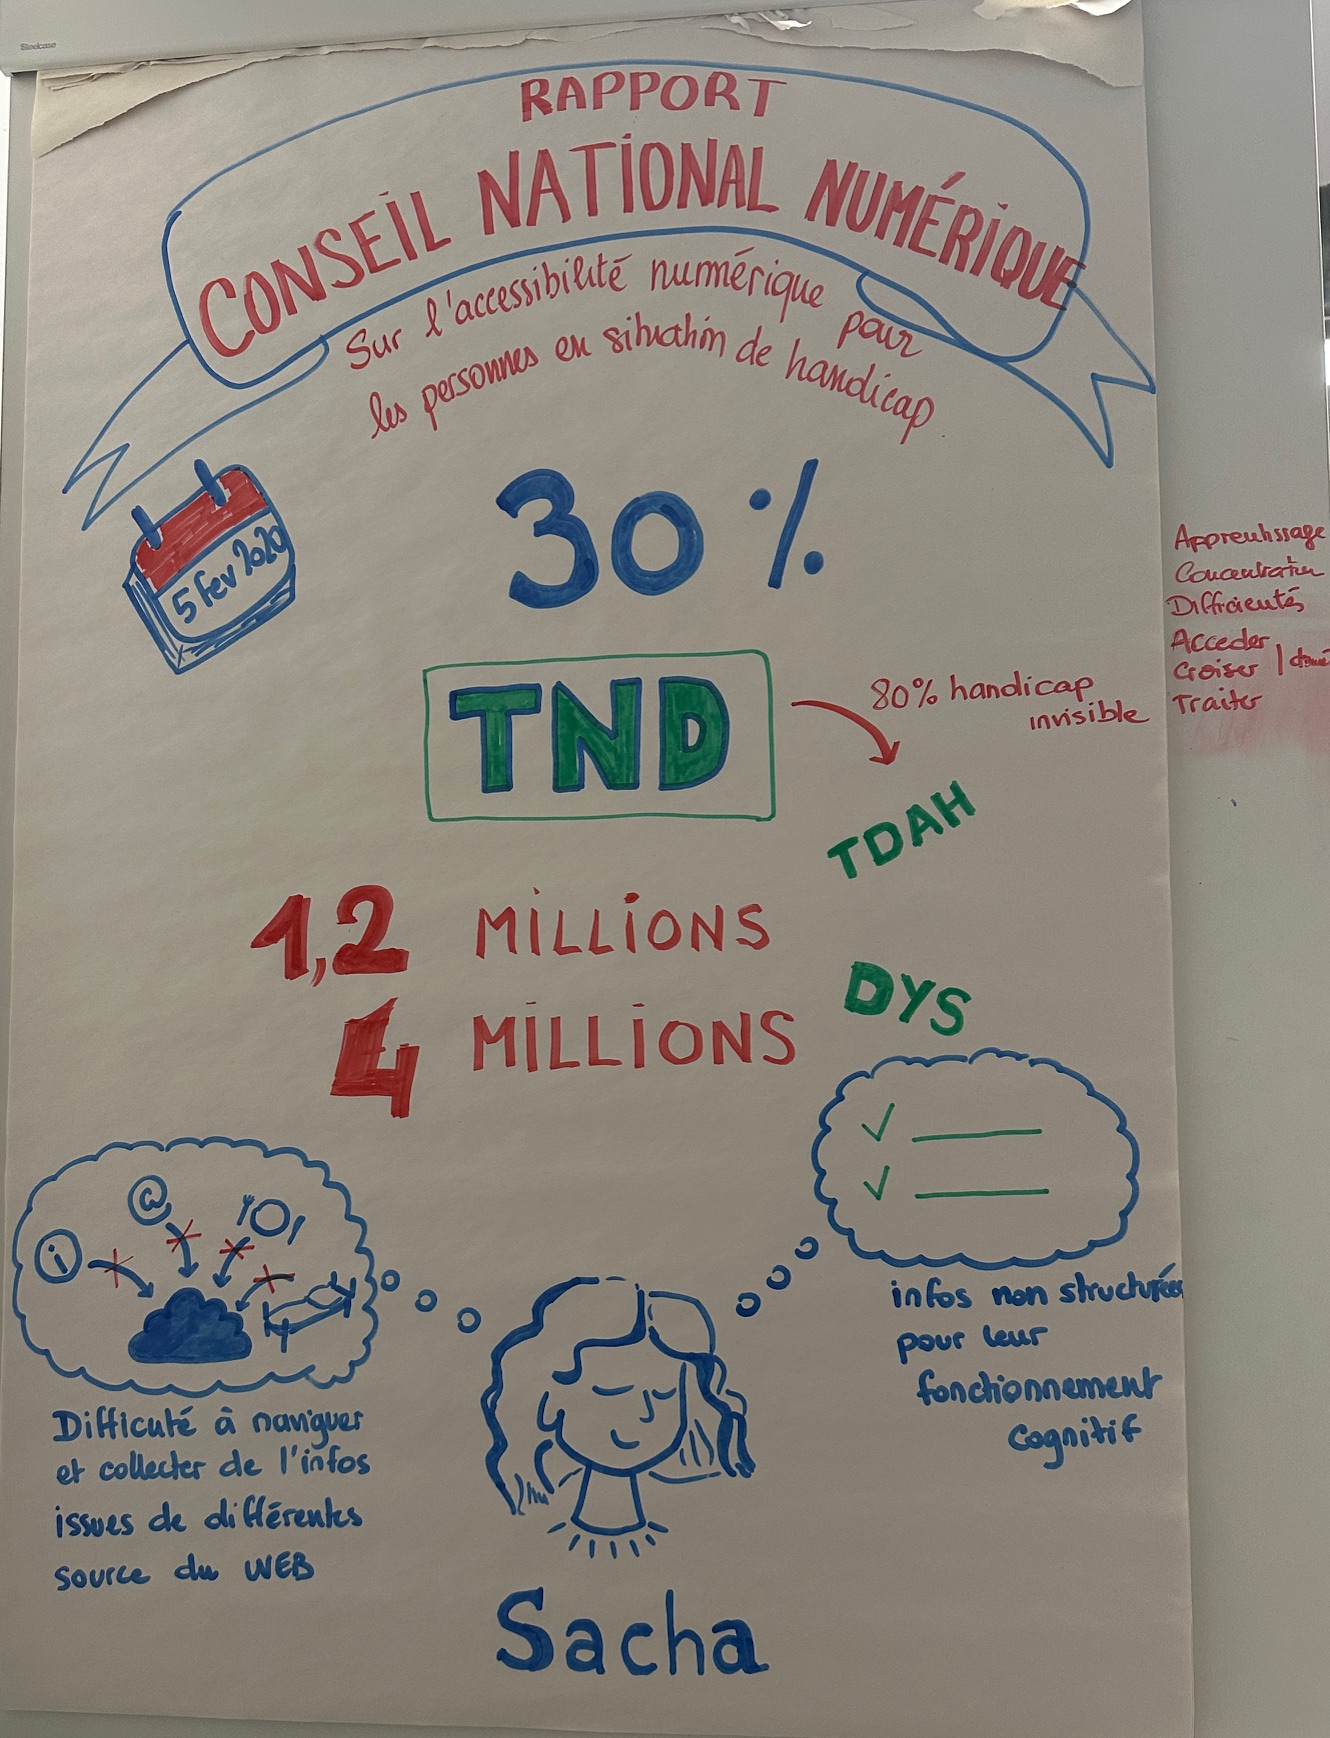 Steelcase
RAPPORT
CONSEIL NATIONAL NUMÉRIQUE
Sur l'accessibilité numérique pour
les personnes en situation de handicap
5 fev 2020
30 %
TND
80% handicap
invisible
Apprentissage
Concentration
Difficientés
Acceder
Croiser
Traiter
TDAH
1,2 MILLIONS
DYS
4 MILLIONS
@
i
Difficuté à naviguer
et collecter de l'infos
issues de différentes
source du WEB
infos non structurées
pour leur
fonctionnement
cognitif
Sacha